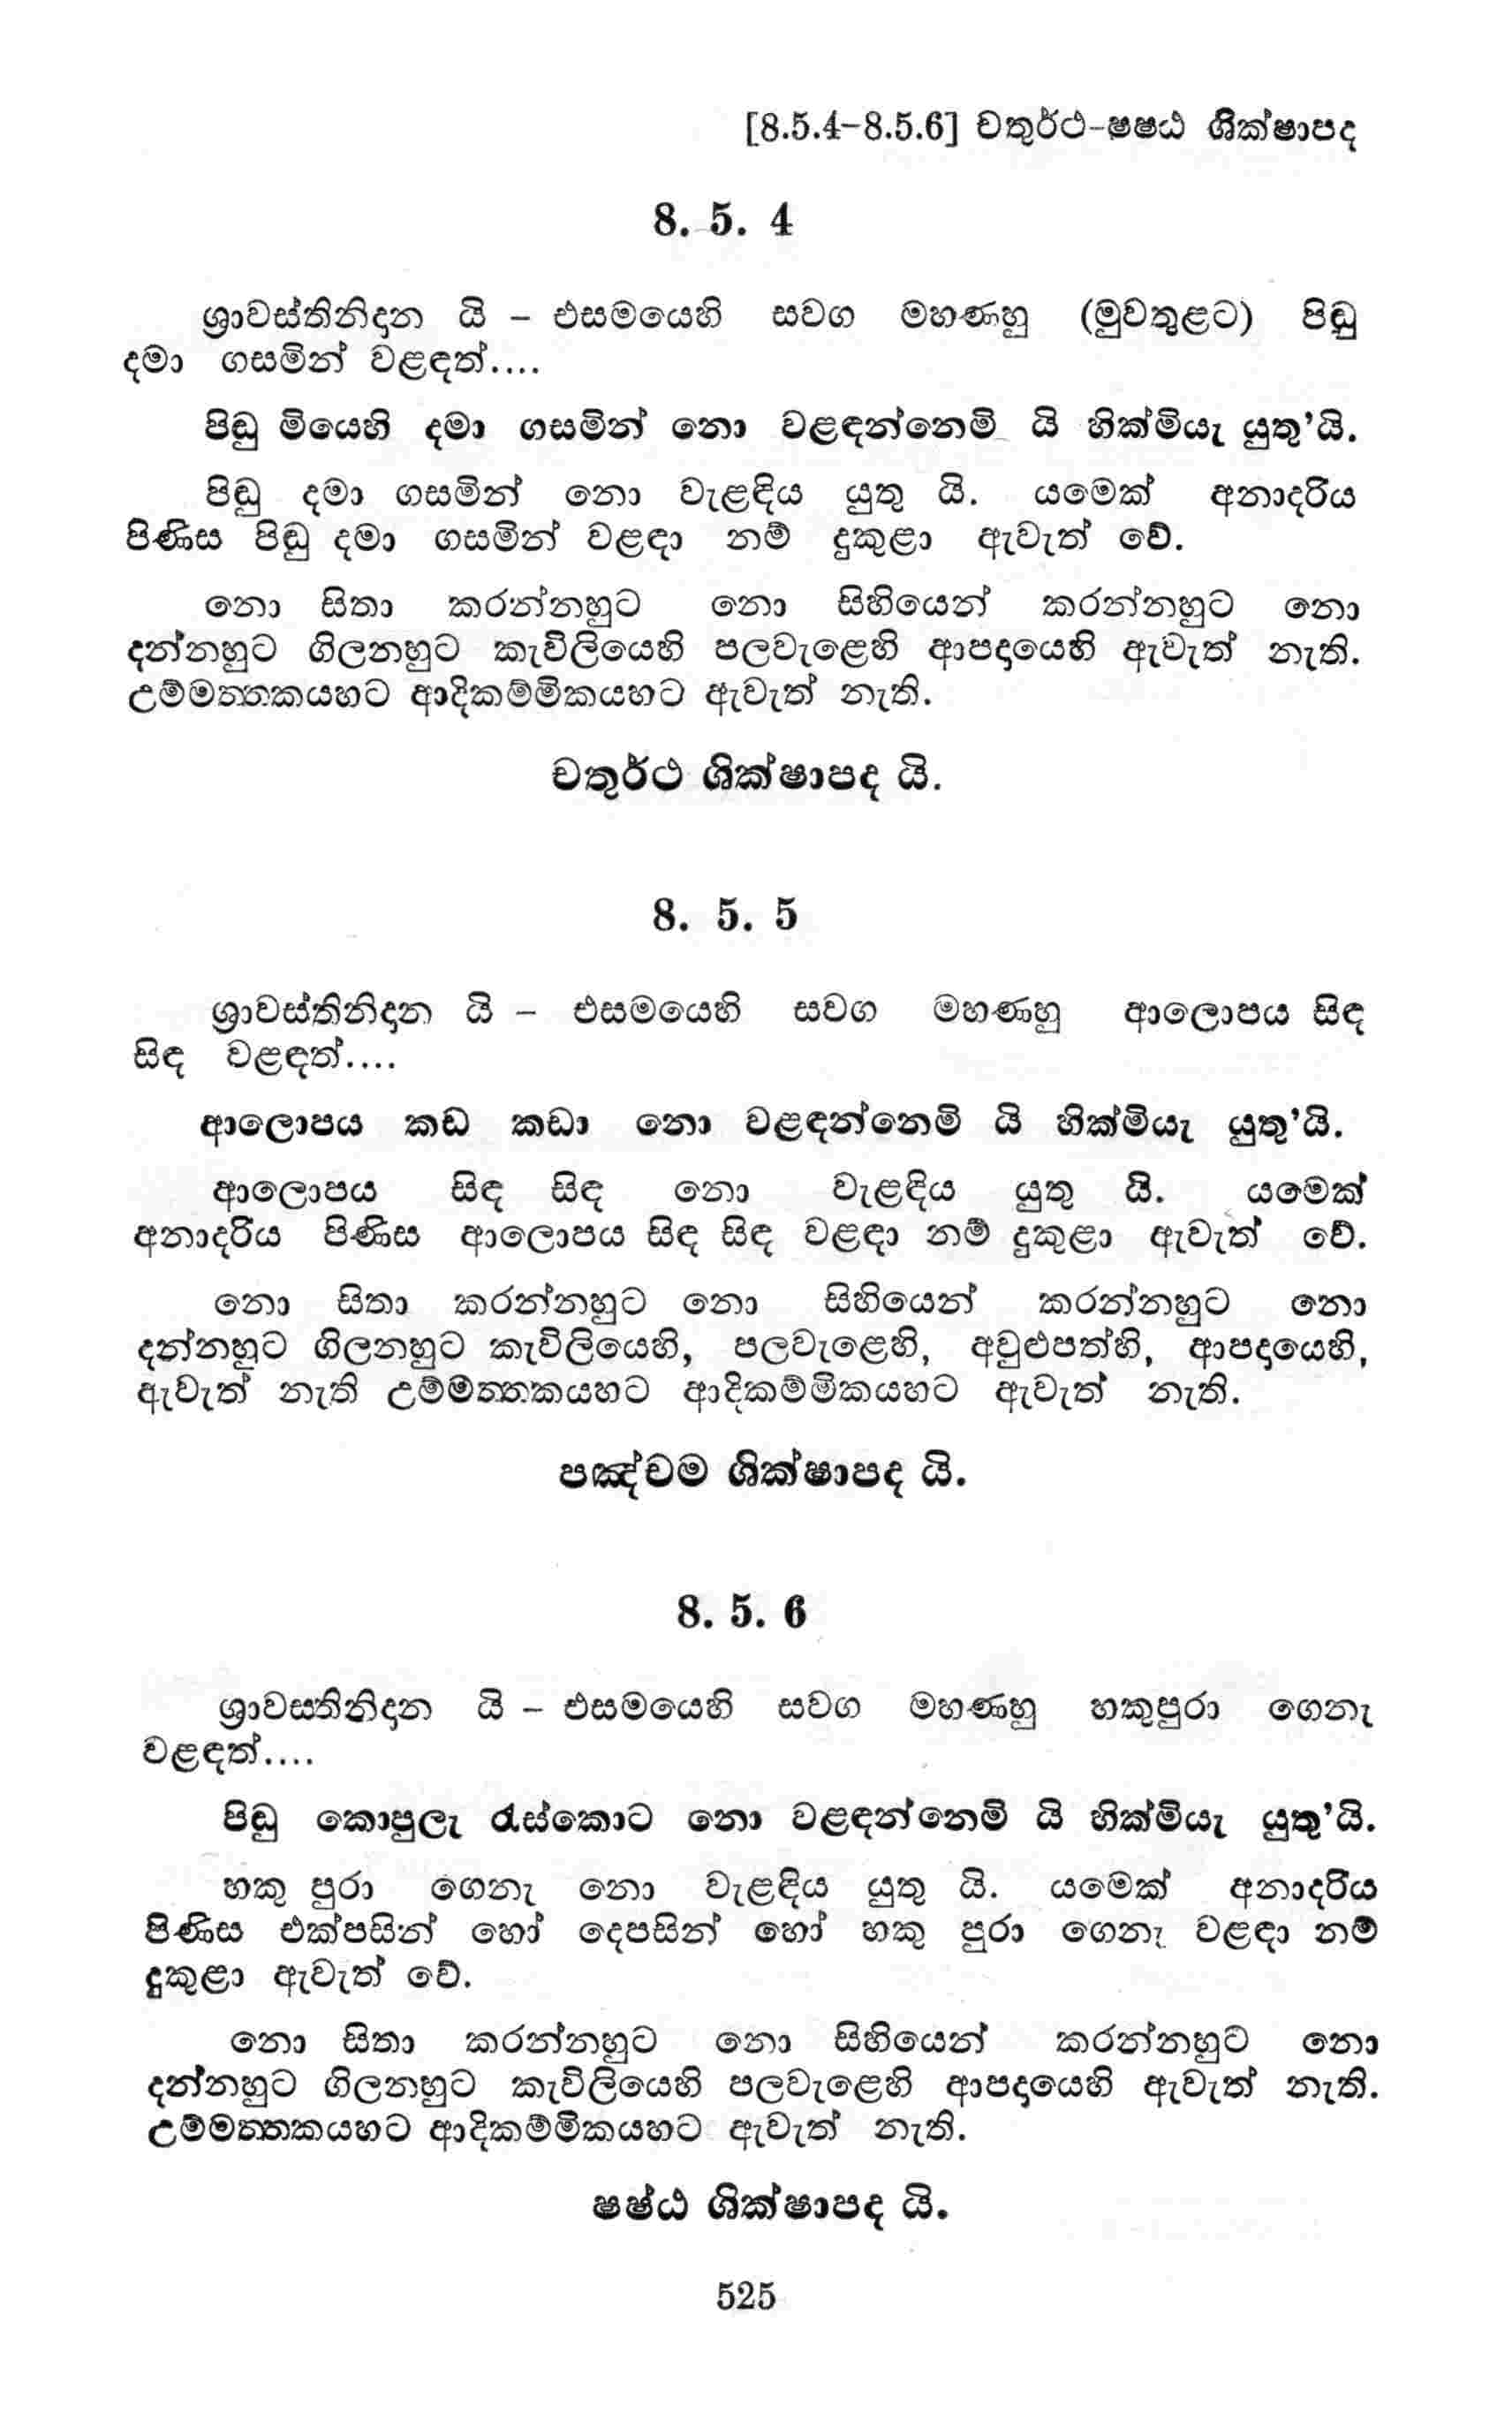 [8.5.4-8.5.6] චතුර්ථ-ෂෂඨ ශික්ෂාපද
8. 5. 4
ශ්‍රාවස්තිනිදාන යි – එසමයෙහි සවග මහණහු (මුවතුළට) පිඬු
දමා ගසමින් වළඳත්....
පිඬු මියෙහි දමා ගසමින් නො වළඳන්නෙමි යි හික්මියැ යුතු’යි.
පිඬු දමා ගසමින් නො වැළඳිය යුතු යි. යමෙක් අනාදරිය
පිණිස පිඬු දමා ගසමින් වළඳා නම් දුකුළා ඇවැත් වේ.
නො සිතා කරන්නහුට නො සිහියෙන් කරන්නහුට නො
දන්නහුට ගිලනහුට කැවිලියෙහි පලවැළෙහි ආපදායෙහි ඇවැත් නැති.
උම්මත්තකයහට ආදිකම්මිකයහට ඇවැත් නැති.
චතුර්ථ ශික්ෂාපද යි.
8. 5. 5
ශ්‍රාවස්තිනිදාන යි – එසමයෙහි සවග මහණහු ආලොපය සිඳ
සිඳ වළඳත්....
ආලොපය කඩ කඩා නො වළඳන්නෙමි යි හික්මියැ යුතු’යි.
ආලොපය සිඳ සිඳ නො වැළඳිය යුතු යි. යමෙක්
අනාදරිය පිණිස ආලොපය සිඳ සිඳ වළඳා නම් දුකුළා ඇවැත් වේ.
නො සිතා කරන්නහුට නො සිහියෙන් කරන්නහුට නො
දන්නහුට ගිලනහුට කැවිලියෙහි, පලවැළෙහි, අවුළුපත්හි, ආපදායෙහි,
ඇවැත් නැති උම්මත්තකයහට ආදිකම්මිකයහට ඇවැත් නැති.
පඤ්චම ශික්ෂාපද යි.
8. 5. 6
ශ්‍රාවසතිනිදාන යි – එසමයෙහි සවග මහණහු හකුපුරා ගෙනැ
වළඳත්....
පිඬු කොපුලැ රැස්කොට නො වළඳන්නෙමි යි හික්මියැ යුතු’යි.
හකු පුරා ගෙනැ නො වැළඳිය යුතු යි. යමෙක් අනාදරිය
පිණිස එක්පසින් හෝ දෙපසින් හෝ හකු පුරා ගෙනැ වළඳා නම්
දුකුළා ඇවැත් වේ.
නො සිතා කරන්නහුට නො සිහියෙන් කරන්නහුට නො
දන්නහුට ගිලනහුට කැවිලියෙහි පලවැළෙහි ආපදායෙහි ඇවැත් නැති.
උම්මත්තකයහට ආදිකම්මිකයහට ඇවැත් නැති.
ෂෂ්ඨ ශික්ෂාපද යි.
525